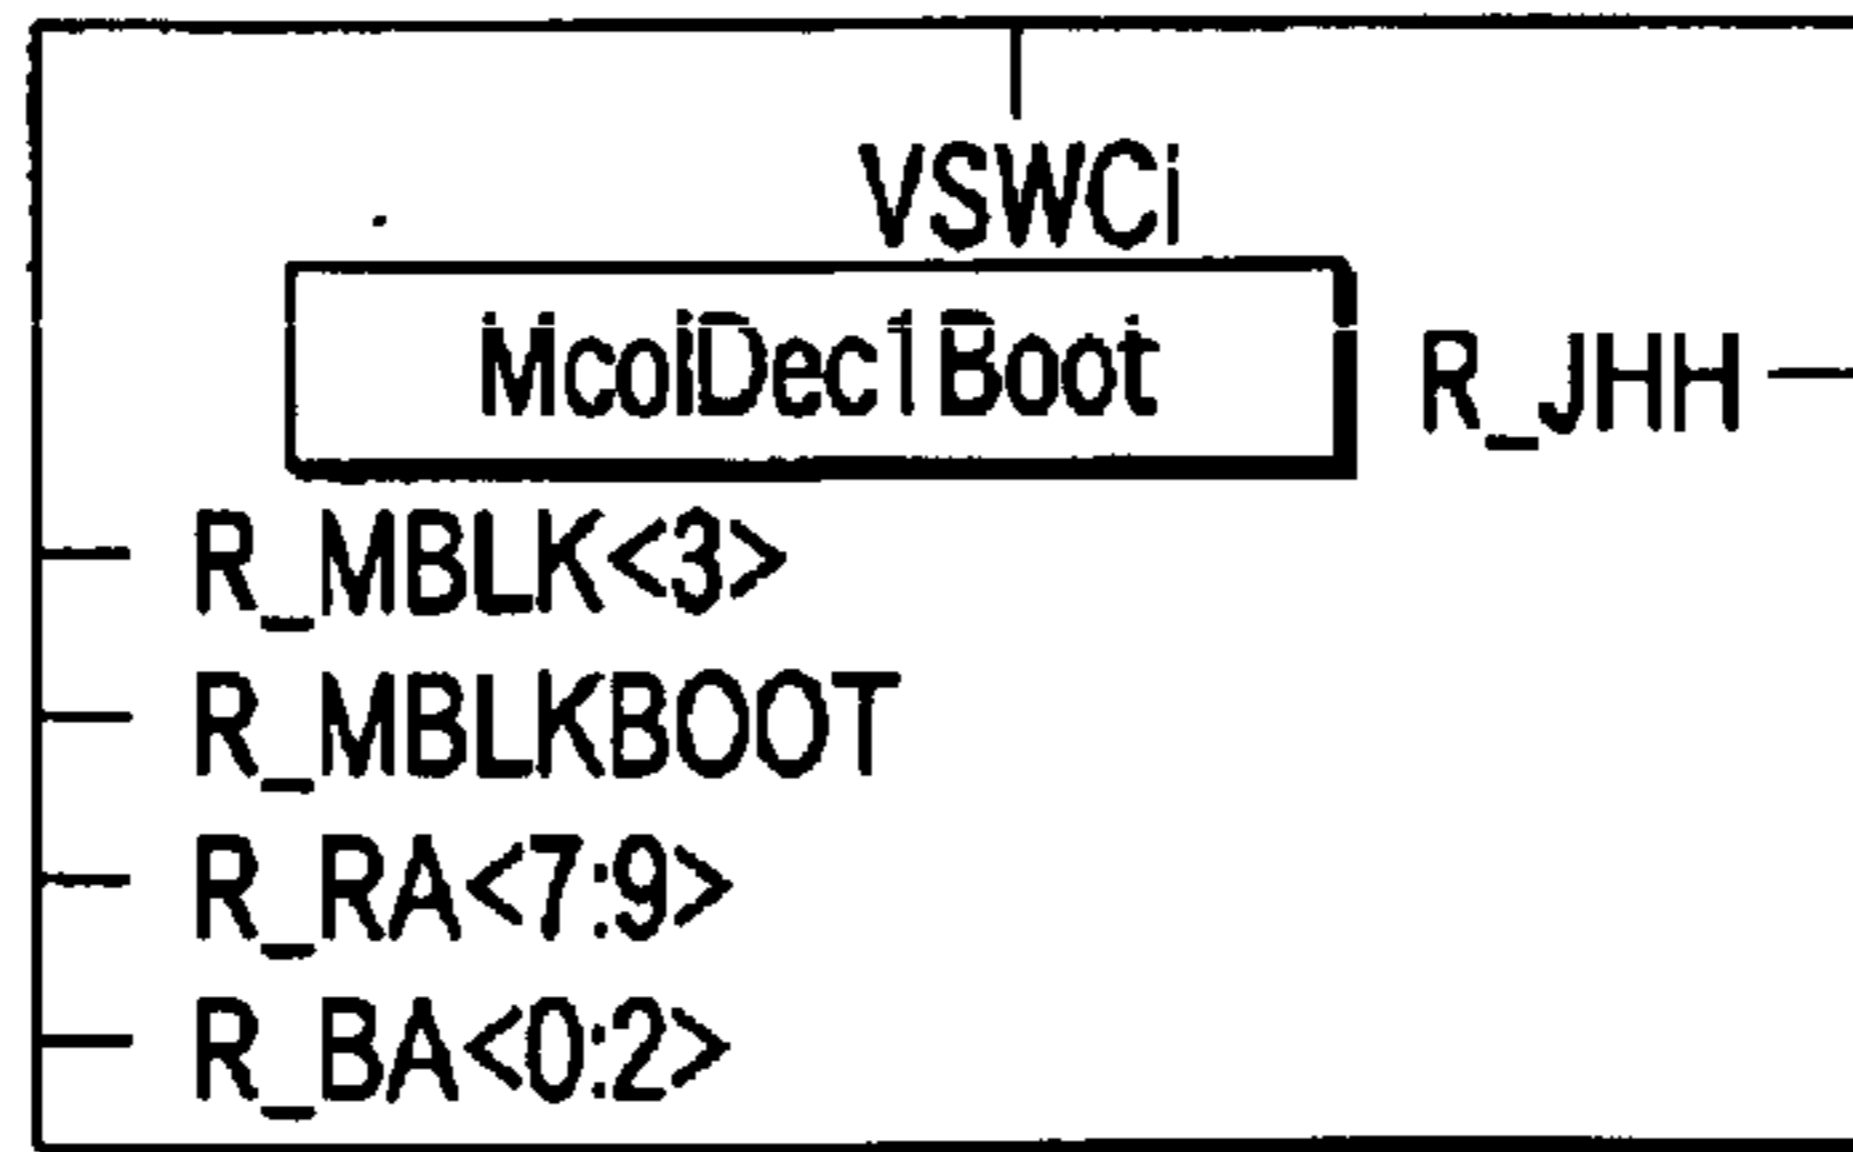 VSWCi
McolDec1Boot
R_JHH
R_MBLK<3>
R_MBLKBOOT
R_RA<7:9>
R_BA<0:2>